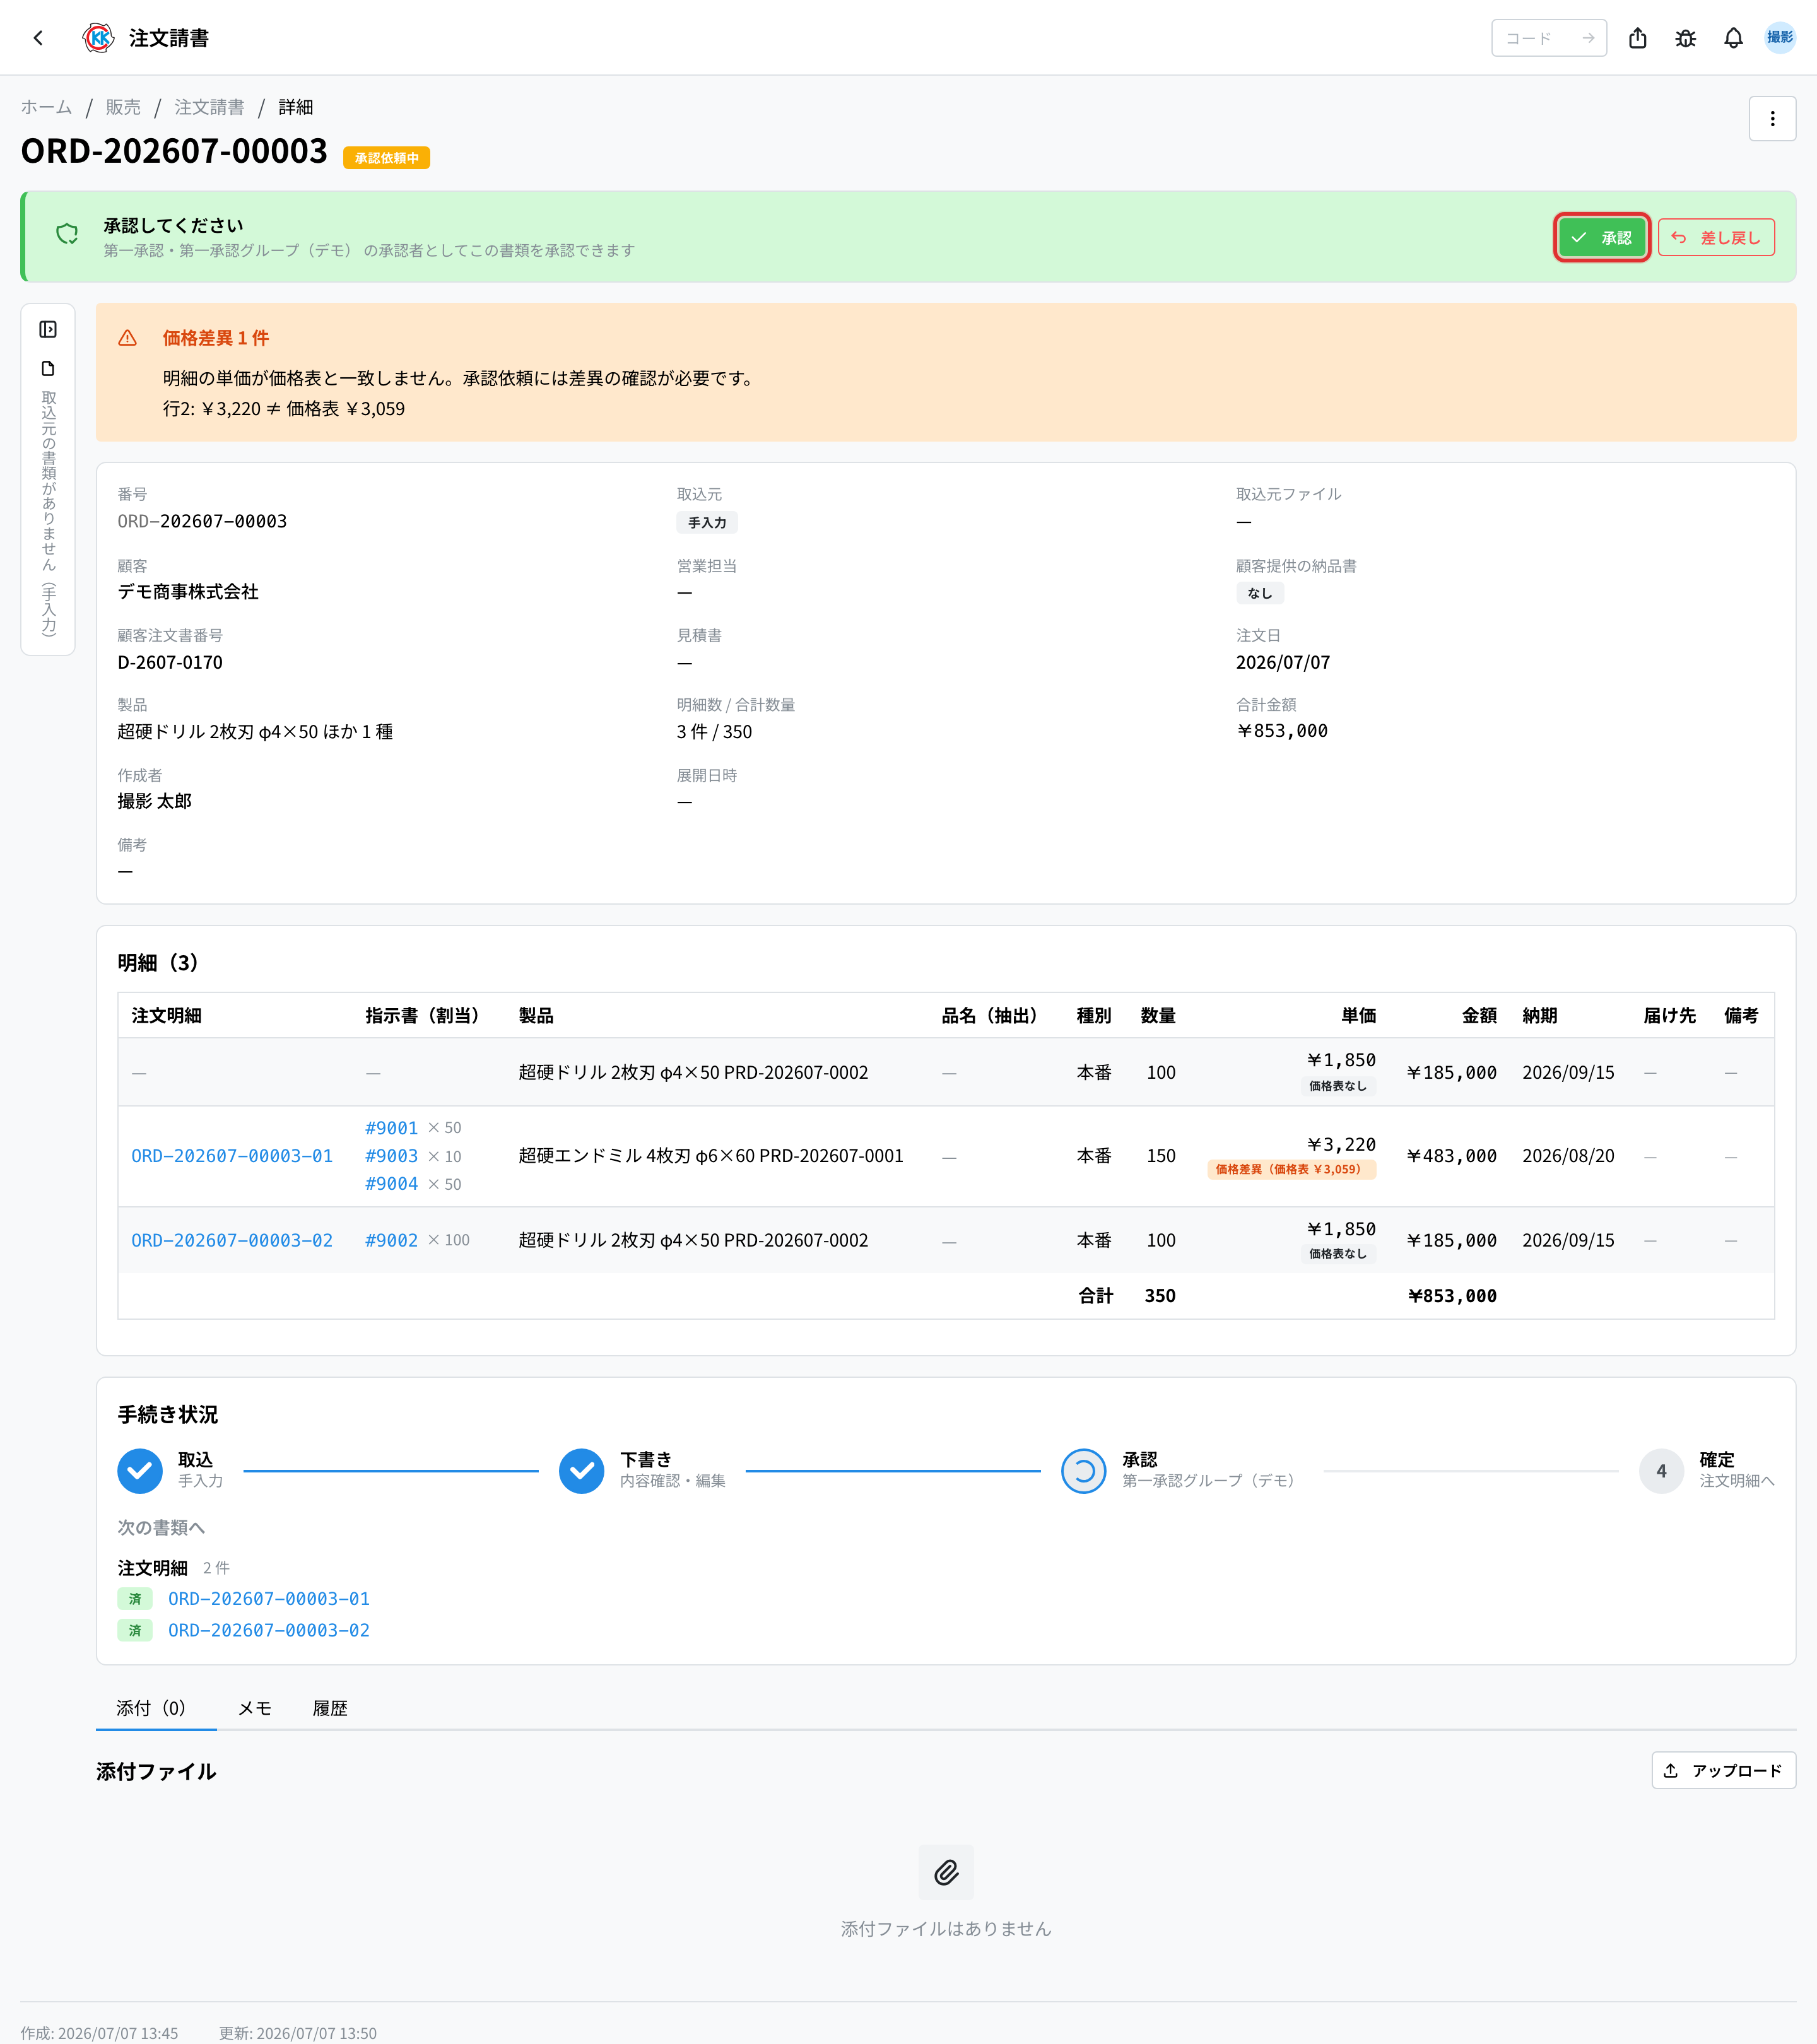 注文請書
コード
撮影
ホーム / 販売 / 注文請書 / 詳細
ORD-202607-00003 承認依頼中
承認してください
第一承認・第一承認グループ（デモ） の承認者としてこの書類を承認できます
承認
差し戻し
取込元の書類がありません（手入力）
価格差異 1 件
明細の単価が価格表と一致しません。承認依頼には差異の確認が必要です。
行2: ￥3,220 ≠ 価格表 ￥3,059
番号 取込元 取込元ファイル
ORD-202607-00003 手入力 —
顧客 営業担当 顧客提供の納品書
デモ商事株式会社 — なし
顧客注文書番号 見積書 注文日
D-2607-0170 — 2026/07/07
製品 明細数 / 合計数量 合計金額
超硬ドリル 2枚刃 φ4×50 ほか 1 種 3 件 / 350 ￥853,000
作成者 展開日時
撮影 太郎 —
備考
—
明細（3）
注文明細 指示書（割当） 製品 品名（抽出） 種別 数量 単価 金額 納期 届け先 備考
— — 超硬ドリル 2枚刃 φ4×50 PRD-202607-0002 — 本番 100 ￥1,850 ￥185,000 2026/09/15 — —
価格表なし
#9001 × 50
ORD-202607-00003-01 #9003 × 10 超硬エンドミル 4枚刃 φ6×60 PRD-202607-0001 — 本番 150 ￥3,220 ￥483,000 2026/08/20 — —
価格差異（価格表 ￥3,059）
#9004 × 50
ORD-202607-00003-02 #9002 × 100 超硬ドリル 2枚刃 φ4×50 PRD-202607-0002 — 本番 100 ￥1,850 ￥185,000 2026/09/15 — —
価格表なし
合計 350 ￥853,000
手続き状況
取込 下書き 承認 4 確定
手入力 内容確認・編集 第一承認グループ（デモ） 注文明細へ
次の書類へ
注文明細 2 件
済 ORD-202607-00003-01
済 ORD-202607-00003-02
添付（0） メモ 履歴
添付ファイル アップロード
添付ファイルはありません
作成: 2026/07/07 13:45 更新: 2026/07/07 13:50